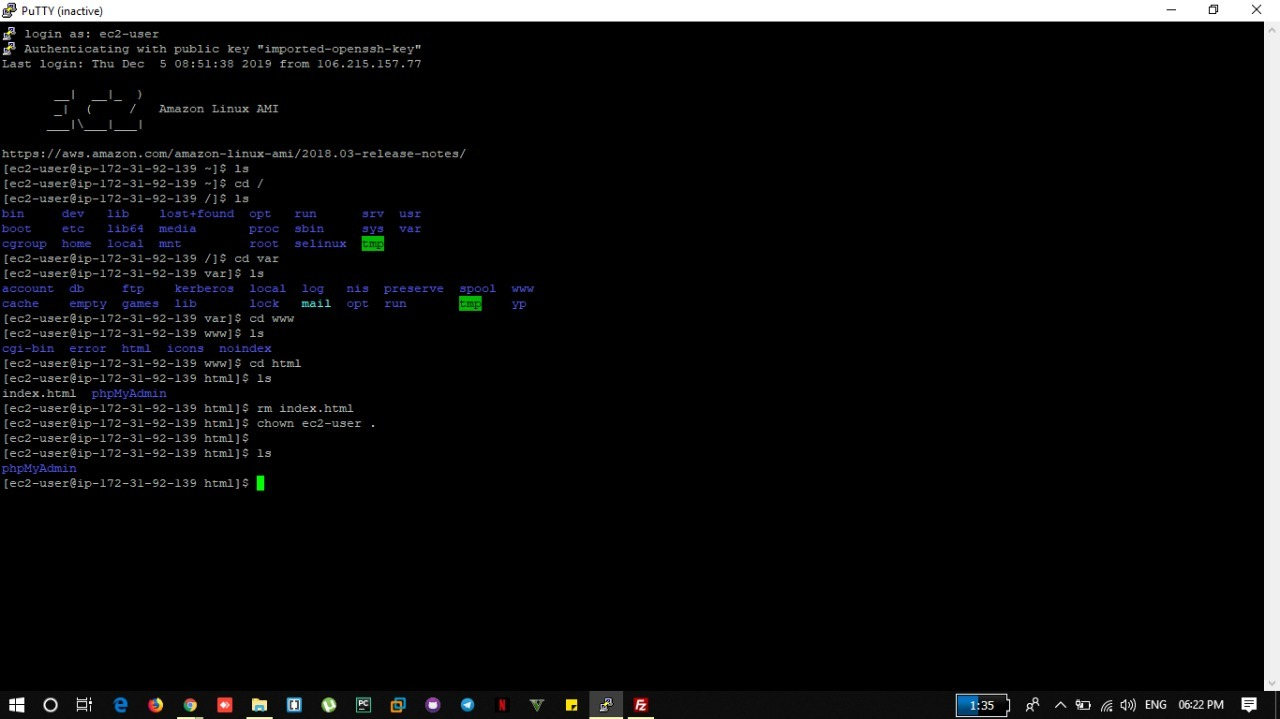 PuTTY (inactive)
login as: ec2-user
Authenticating with public key "imported-openssh-key"
Last login: Thu Dec  5 08:51:38 2019 from 106.215.157.77
       __|  __|_  )
       _|  (     /   Amazon Linux AMI
      ___|\___|___|
https://aws.amazon.com/amazon-linux-ami/2018.03-release-notes/
[ec2-user@ip-172-31-92-139 ~]$ ls
[ec2-user@ip-172-31-92-139 ~]$ cd /
[ec2-user@ip-172-31-92-139 /]$ ls
bin     dev   lib    lost+found  opt   run      srv  usr
boot    etc   lib64  media       proc  sbin     sys  var
cgroup  home  local  mnt         root  selinux  tmp
[ec2-user@ip-172-31-92-139 /]$ cd var
[ec2-user@ip-172-31-92-139 var]$ ls
account  db     ftp    kerberos  local  log   nis  preserve  spool  www
cache    empty  games  lib       lock   mail  opt  run       tmp    yp
[ec2-user@ip-172-31-92-139 var]$ cd www
[ec2-user@ip-172-31-92-139 www]$ ls
cgi-bin  error  html  icons  noindex
[ec2-user@ip-172-31-92-139 www]$ cd html
[ec2-user@ip-172-31-92-139 html]$ ls
index.html  phpMyAdmin
[ec2-user@ip-172-31-92-139 html]$ rm index.html
[ec2-user@ip-172-31-92-139 html]$ chown ec2-user .
[ec2-user@ip-172-31-92-139 html]$
[ec2-user@ip-172-31-92-139 html]$ ls
phpMyAdmin
[ec2-user@ip-172-31-92-139 html]$
PC N Fz 1:35 ENG 06:22 PM